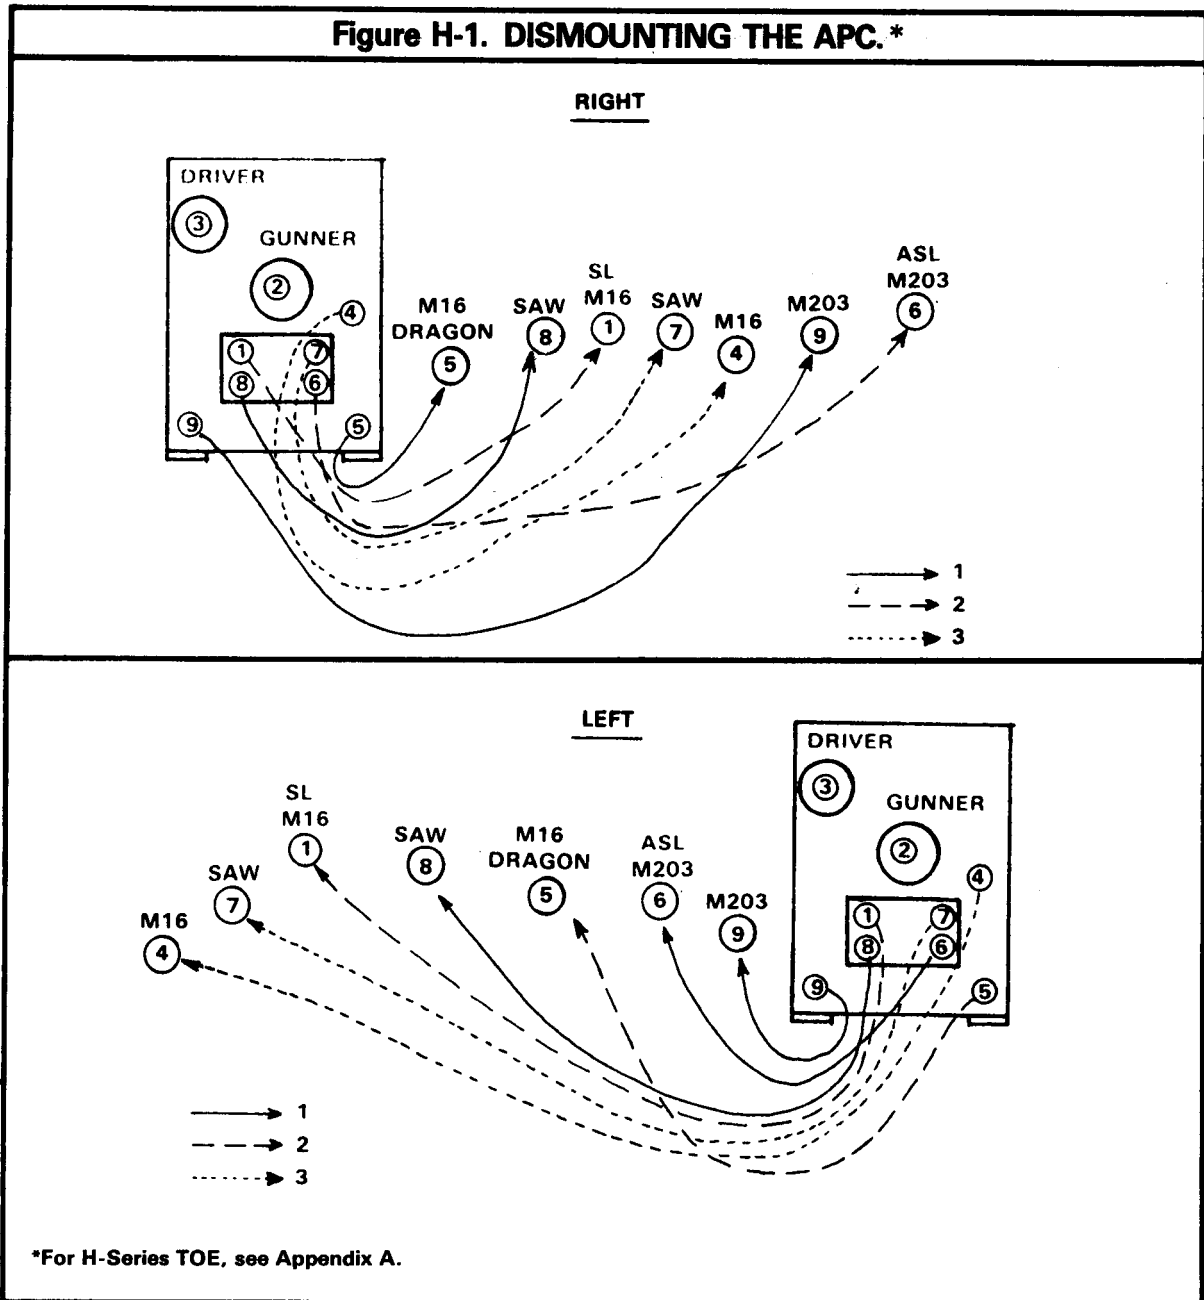 Figure H-1. DISMOUNTING THE APC.*
RIGHT
DRIVER
3
GUNNER
2
4
1
7
8
6
9
5
M16
DRAGON
5
SAW
8
SL
M16
1
SAW
7
M16
4
M203
9
ASL
M203
6
1
2
3
LEFT
DRIVER
3
GUNNER
2
4
1
7
8
6
9
5
M16
4
SAW
7
SL
M16
1
SAW
8
M16
DRAGON
5
ASL
M203
6
M203
9
1
2
3
*For H-Series TOE, see Appendix A.